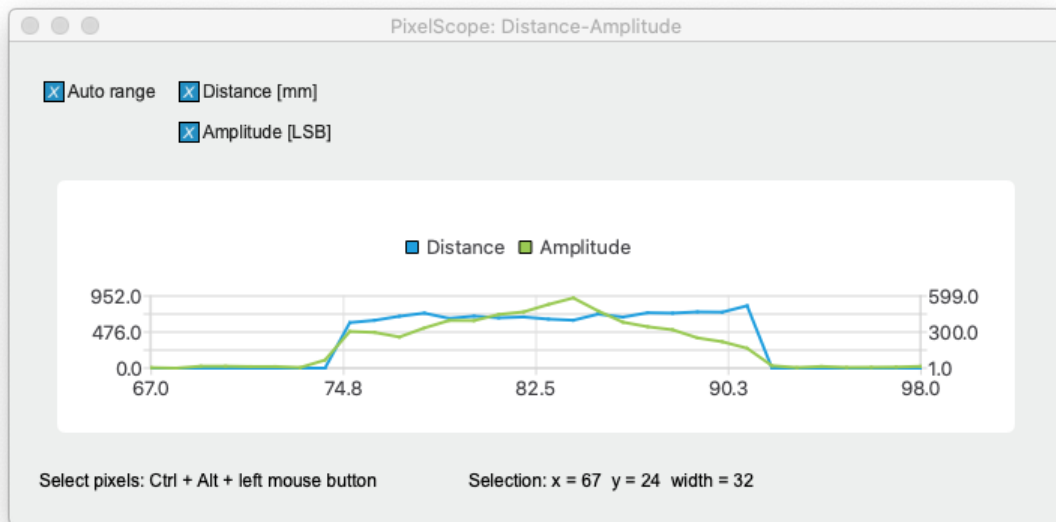 PixelScope: Distance-Amplitude
X Auto range X Distance [mm]
X Amplitude [LSB]
Distance Amplitude
952.0 599.0
476.0 300.0
0.0 1.0
67.0 74.8 82.5 90.3 98.0
Select pixels: Ctrl + Alt + left mouse button Selection: x = 67 y = 24 width = 32